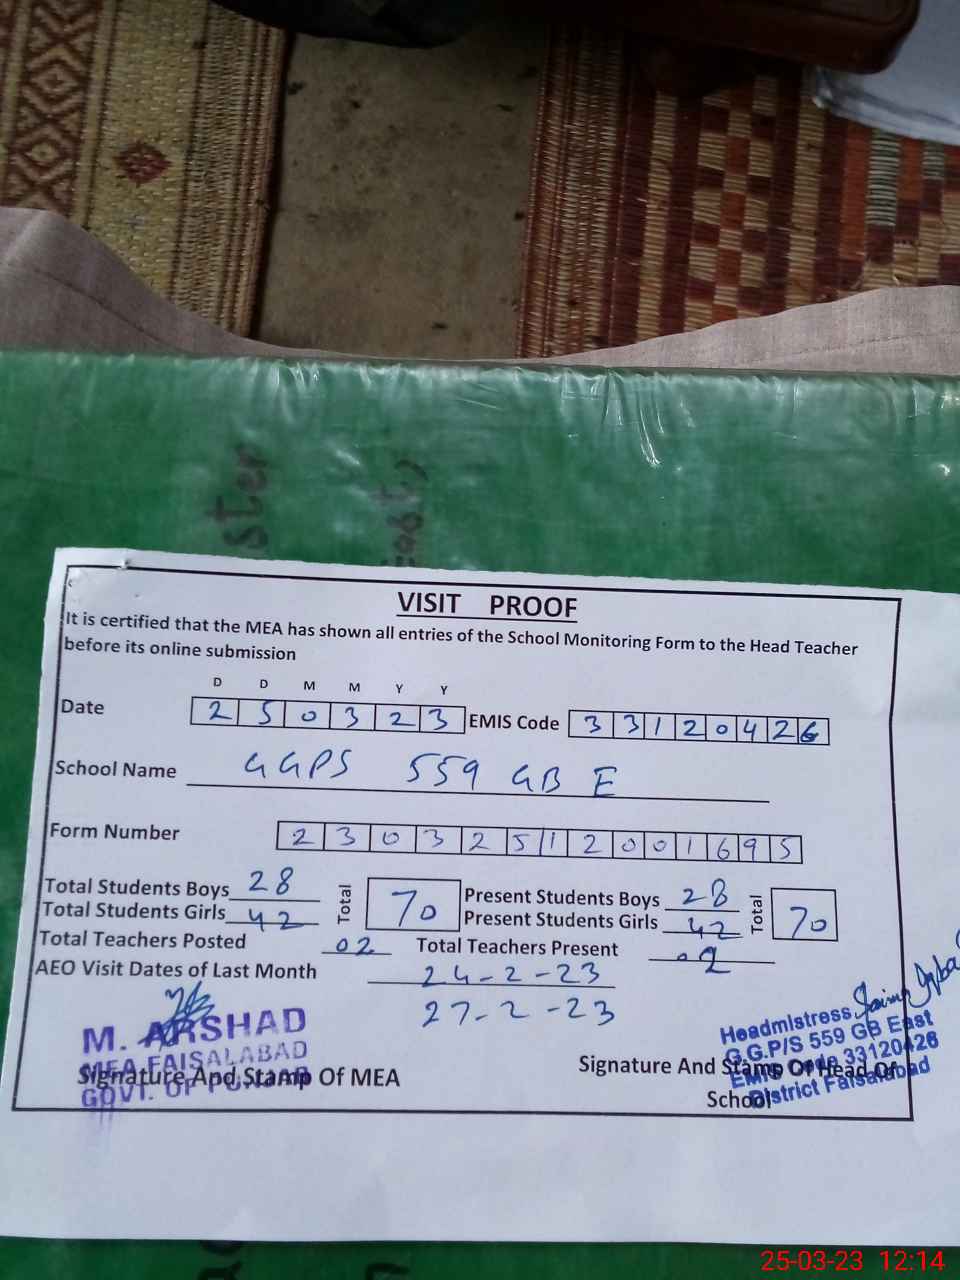 ster
East)
VISIT PROOF
It is certified that the MEA has shown all entries of the School Monitoring Form to the Head Teacher
before its online submission
D D M M Y Y
Date 2 5 0 3 2 3 EMIS Code 3 3 1 2 0 4 2 6
School Name GGPS 559 GB E
Form Number 2 3 0 3 2 5 1 2 0 0 1 6 9 5
Total Students Boys 28 Total 70 Present Students Boys 28 Total 70
Total Students Girls 42 Present Students Girls 42
Total Teachers Posted 02 Total Teachers Present 02
AEO Visit Dates of Last Month 24-2-23
27-2-23
M. ARSHAD
MEA FAISALABAD
GOVT. OF PUNJAB
Signature And Stamp Of MEA
Headmistress
G.G.P/S 559 GB East
EMIS Code 33120426
District Faisalabad
Signature And Stamp Of Head Of
School
25-03-23 12:14